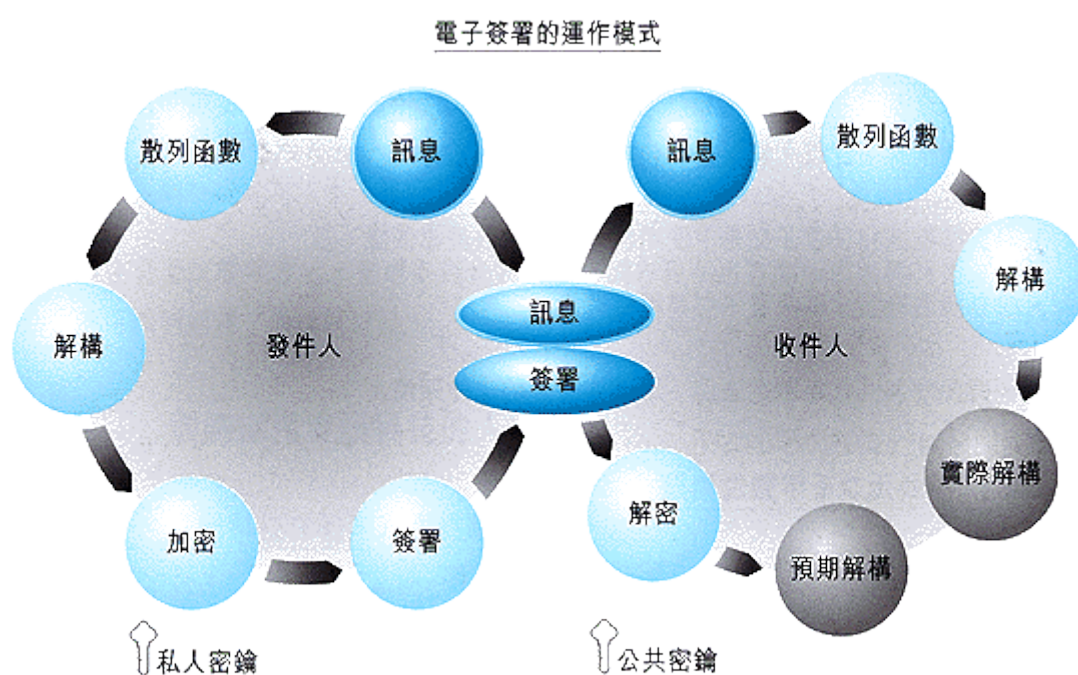 電子簽署的運作模式
散列函數
訊息
訊息
散列函數
解構
發件人
訊息
簽署
收件人
解構
加密
簽署
解密
預期解構
實際解構
私人密鑰
公共密鑰